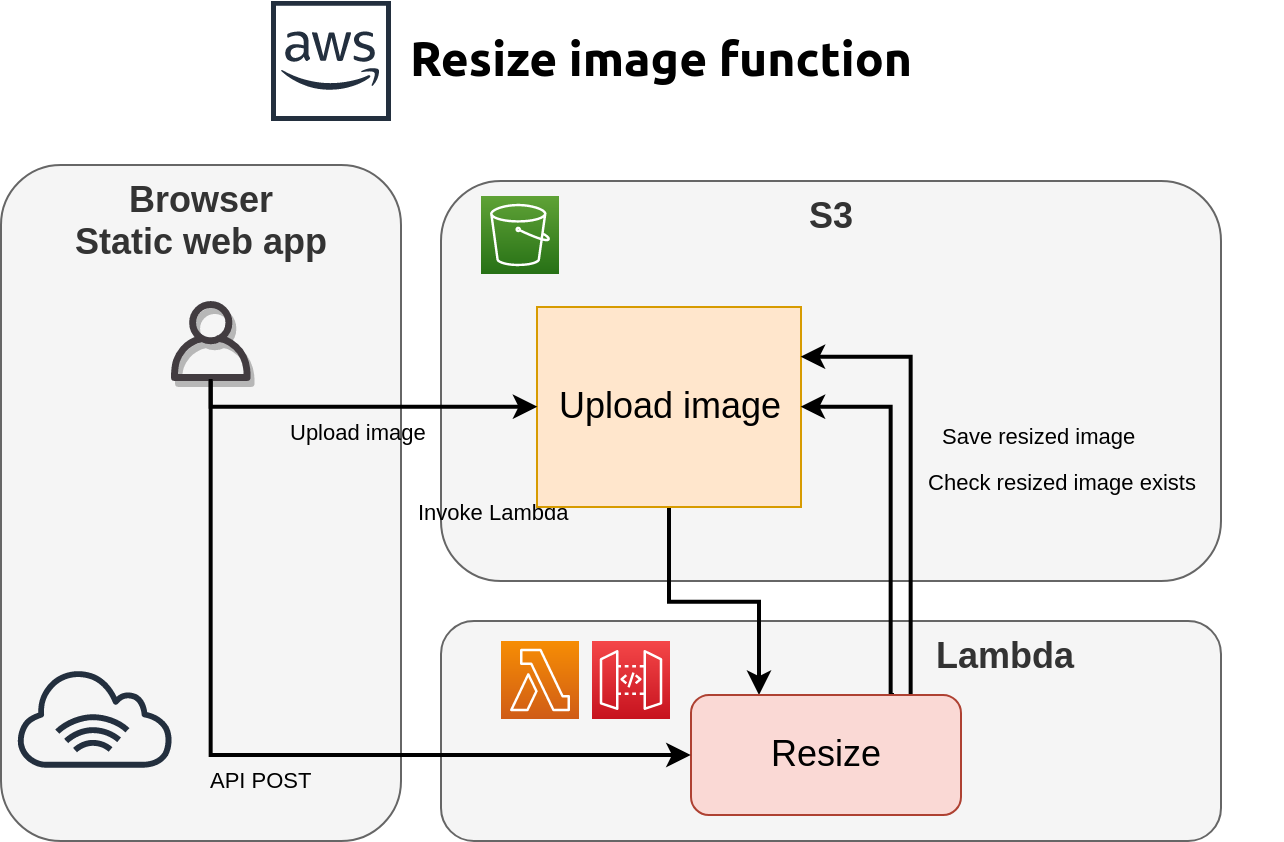 aws
Resize image function
Browser
Static web app
S3
Upload image
Upload image
Save resized image
Check resized image exists
Invoke Lambda
Lambda
Resize
API POST